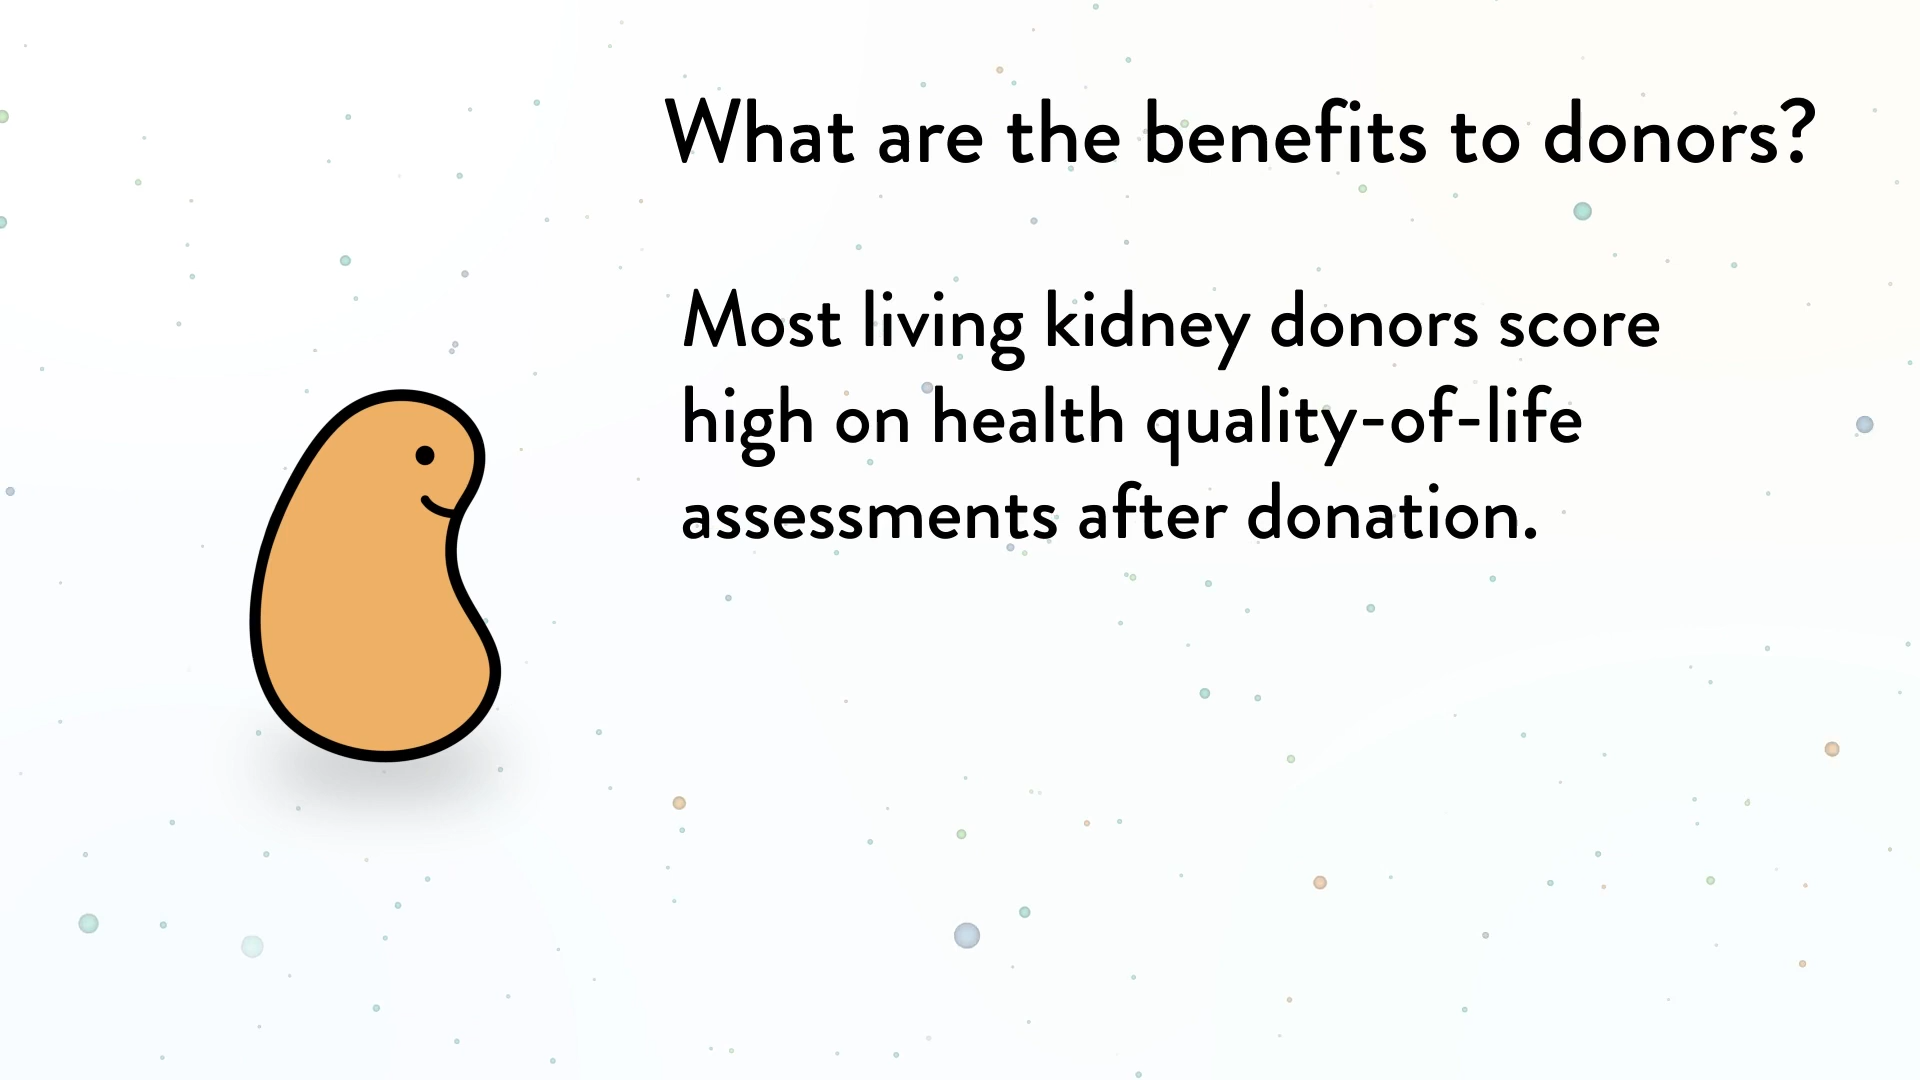 What are the benefits to donors?
Most living kidney donors score
high on health quality-of-life
assessments after donation.